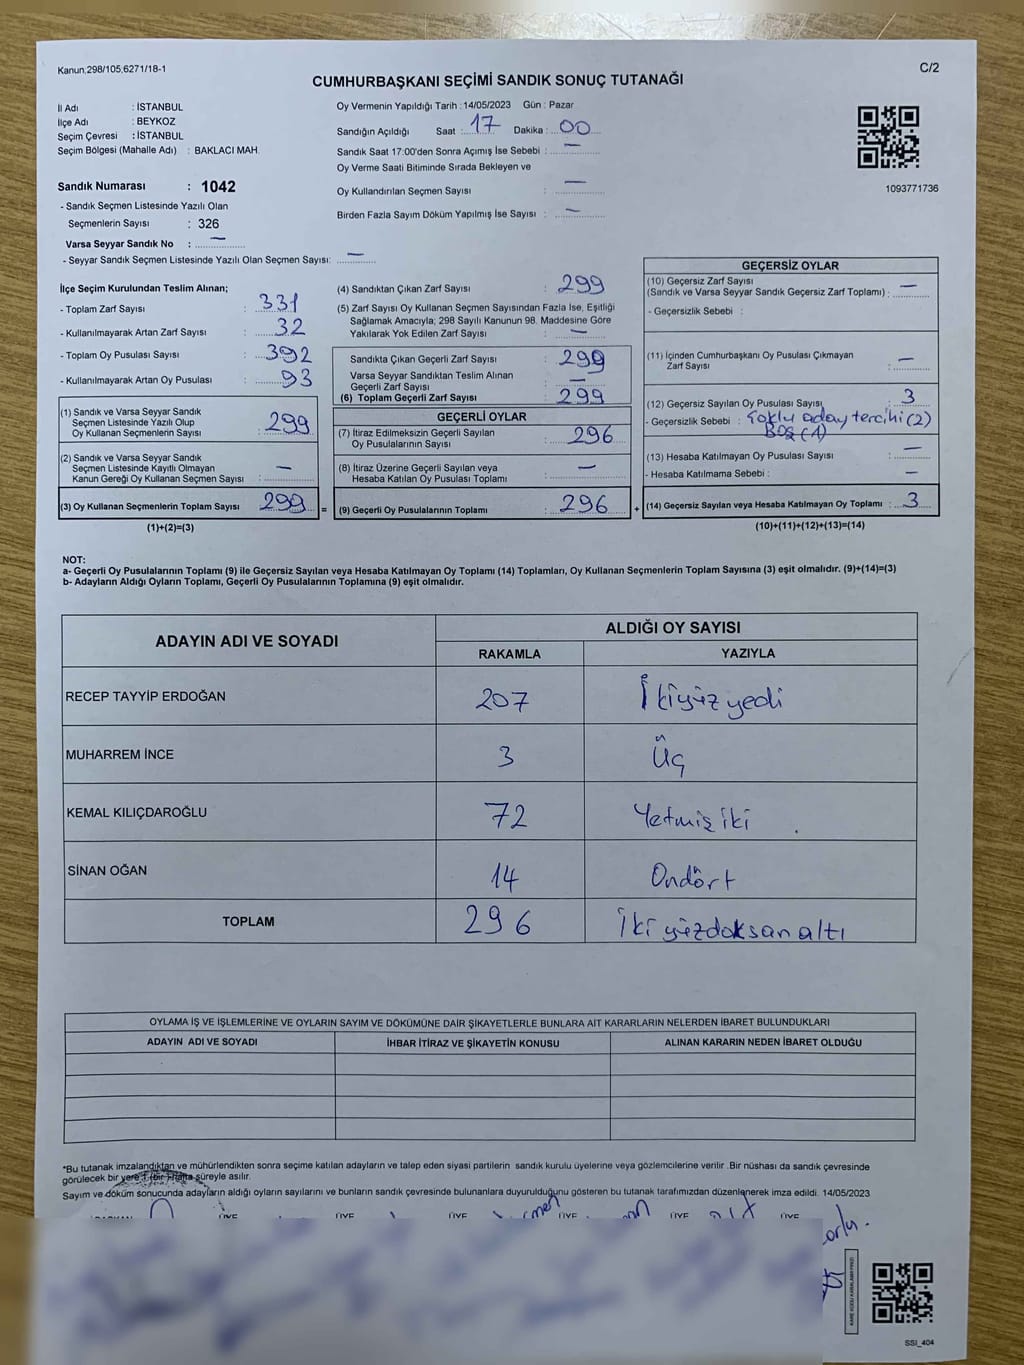 Kanun,298/105,6271/18-1
C/2
CUMHURBAŞKANI SEÇİMİ SANDIK SONUÇ TUTANAĞI
İl Adı : İSTANBUL
İlçe Adı : BEYKOZ
Seçim Çevresi : İSTANBUL
Seçim Bölgesi (Mahalle Adı) : BAKLACI MAH.
Sandık Numarası : 1042
- Sandık Seçmen Listesinde Yazılı Olan
Seçmenlerin Sayısı : 326
Varsa Seyyar Sandık No : —
- Seyyar Sandık Seçmen Listesinde Yazılı Olan Seçmen Sayısı: —
Oy Vermenin Yapıldığı Tarih : 14/05/2023 Gün : Pazar
Sandığın Açıldığı Saat : 17 Dakika : 00
Sandık Saat 17:00'den Sonra Açımış İse Sebebi : —
Oy Verme Saati Bitiminde Sırada Bekleyen ve
Oy Kullandırılan Seçmen Sayısı : —
Birden Fazla Sayım Döküm Yapılmış İse Sayısı : —
1093771736
İlçe Seçim Kurulundan Teslim Alınan;
- Toplam Zarf Sayısı : 331
- Kullanılmayarak Artan Zarf Sayısı : 32
- Toplam Oy Pusulası Sayısı : 392
- Kullanılmayarak Artan Oy Pusulası : 93
(1) Sandık ve Varsa Seyyar Sandık
Seçmen Listesinde Yazılı Olup
Oy Kullanan Seçmenlerin Sayısı : 299
(2) Sandık ve Varsa Seyyar Sandık
Seçmen Listesinde Kayıtlı Olmayan
Kanun Gereği Oy Kullanan Seçmen Sayısı : —
(3) Oy Kullanan Seçmenlerin Toplam Sayısı : 299 =
(1)+(2)=(3)
(4) Sandıktan Çıkan Zarf Sayısı : 299
(5) Zarf Sayısı Oy Kullanan Seçmen Sayısından Fazla İse, Eşitliği
Sağlamak Amacıyla; 298 Sayılı Kanunun 98. Maddesine Göre
Yakılarak Yok Edilen Zarf Sayısı : —
Sandıkta Çıkan Geçerli Zarf Sayısı : 299
Varsa Seyyar Sandıktan Teslim Alınan
Geçerli Zarf Sayısı : —
(6) Toplam Geçerli Zarf Sayısı : 299
GEÇERLİ OYLAR
(7) İtiraz Edilmeksizin Geçerli Sayılan
Oy Pusulalarının Sayısı : 296
(8) İtiraz Üzerine Geçerli Sayılan veya
Hesaba Katılan Oy Pusulası Toplamı : —
(9) Geçerli Oy Pusulalarının Toplamı : 296 +
GEÇERSİZ OYLAR
(10) Geçersiz Zarf Sayısı
(Sandık ve Varsa Seyyar Sandık Geçersiz Zarf Toplamı) : —
- Geçersizlik Sebebi :
(11) İçinden Cumhurbaşkanı Oy Pusulası Çıkmayan
Zarf Sayısı : —
(12) Geçersiz Sayılan Oy Pusulası Sayısı : 3
- Geçersizlik Sebebi : Çoklu aday tercihi (2)
Boş (1)
(13) Hesaba Katılmayan Oy Pusulası Sayısı : —
- Hesaba Katılmama Sebebi : —
(14) Geçersiz Sayılan veya Hesaba Katılmayan Oy Toplamı : 3
(10)+(11)+(12)+(13)=(14)
NOT:
a- Geçerli Oy Pusulalarının Toplamı (9) ile Geçersiz Sayılan veya Hesaba Katılmayan Oy Toplamı (14) Toplamları, Oy Kullanan Seçmenlerin Toplam Sayısına (3) eşit olmalıdır. (9)+(14)=(3)
b- Adayların Aldığı Oyların Toplamı, Geçerli Oy Pusulalarının Toplamına (9) eşit olmalıdır.
ADAYIN ADI VE SOYADI
ALDIĞI OY SAYISI
RAKAMLA YAZIYLA
RECEP TAYYİP ERDOĞAN 207 İkiyüz yedi
MUHARREM İNCE 3 Üç
KEMAL KILIÇDAROĞLU 72 Yetmiş iki
SİNAN OĞAN 14 Ondört
TOPLAM 296 İki yüzdoksan altı
OYLAMA İŞ VE İŞLEMLERİNE VE OYLARIN SAYIM VE DÖKÜMÜNE DAİR ŞİKAYETLERLE BUNLARA AİT KARARLARIN NELERDEN İBARET BULUNDUKLARI
ADAYIN ADI VE SOYADI İHBAR İTİRAZ VE ŞİKAYETİN KONUSU ALINAN KARARIN NEDEN İBARET OLDUĞU
*Bu tutanak imzalandıktan ve mühürlendikten sonra seçime katılan adayların ve talep eden siyasi partilerin sandık kurulu üyelerine veya gözlemcilerine verilir .Bir nüshası da sandık çevresinde
görülecek bir yere 1 (bir) hafta süreyle asılır.
Sayım ve döküm sonucunda adayların aldığı oyların sayılarını ve bunların sandık çevresinde bulunanlara duyurulduğunu gösteren bu tutanak tarafımızdan düzenlenerek imza edildi. 14/05/2023
ÜYE ÜYE ÜYE ÜYE ÜYE ÜYE
SSİ_404